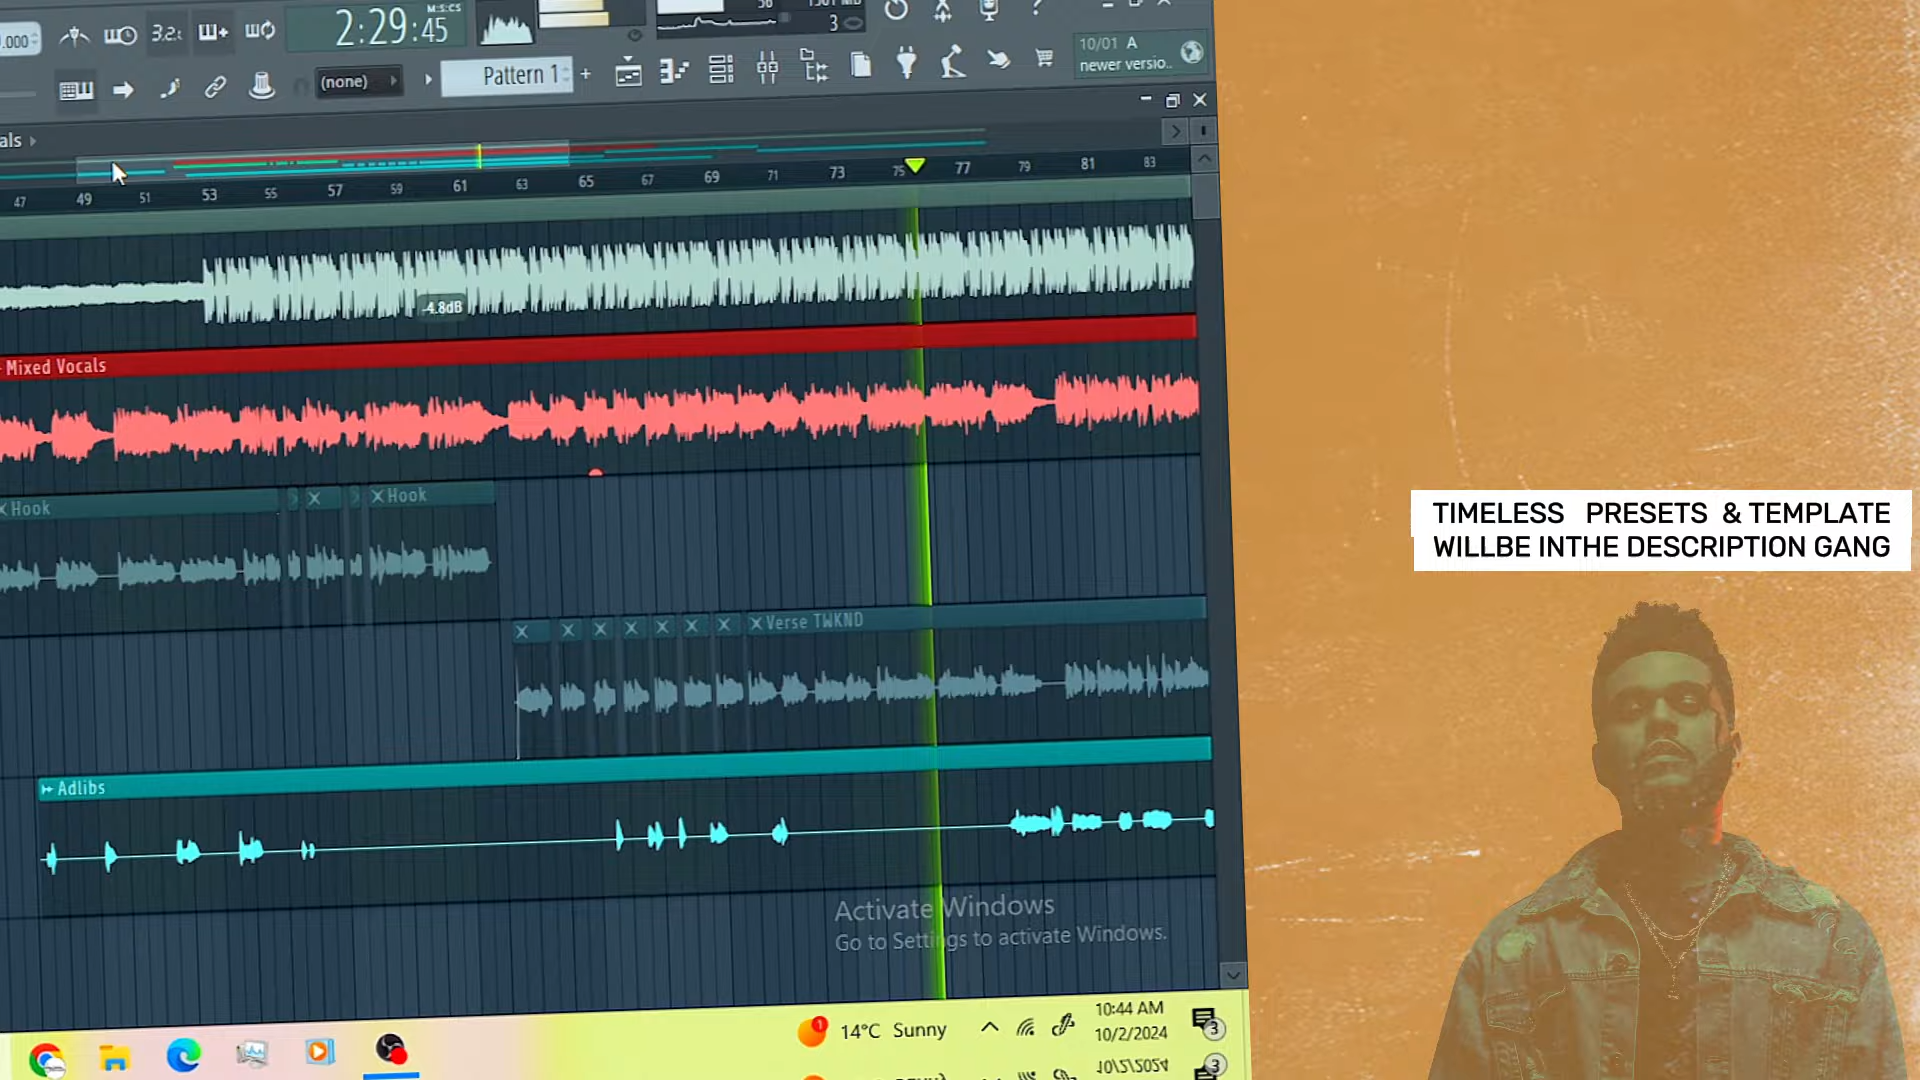 .000
3.2.
2:29:45
M:S:CS
3
(none)
Pattern 1
10/01 A
newer versio..
als
47 49 51 53 55 57 59 61 63 65 67 69 71 73 75 77 79 81 83
-4.8dB
Mixed Vocals
Hook
Hook
Verse TWKND
Adlibs
TIMELESS PRESETS & TEMPLATE
WILLBE INTHE DESCRIPTION GANG
Activate Windows
Go to Settings to activate Windows.
1
14°C Sunny
10:44 AM
10/2/2024
3
3